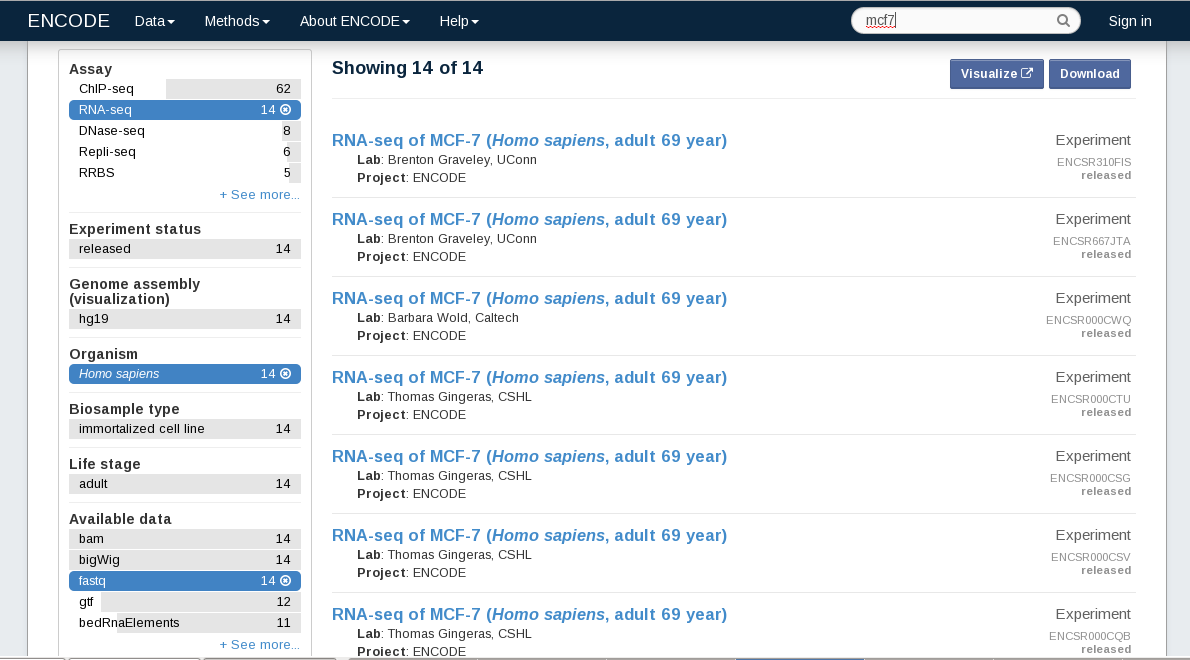 ENCODE Data Methods About ENCODE Help mcf7 Sign in
Assay
ChIP-seq 62
RNA-seq 14
DNase-seq 8
Repli-seq 6
RRBS 5
+ See more...
Experiment status
released 14
Genome assembly
(visualization)
hg19 14
Organism
Homo sapiens 14
Biosample type
immortalized cell line 14
Life stage
adult 14
Available data
bam 14
bigWig 14
fastq 14
gtf 12
bedRnaElements 11
+ See more...
Showing 14 of 14
Visualize Download
RNA-seq of MCF-7 (Homo sapiens, adult 69 year) Experiment
Lab: Brenton Graveley, UConn ENCSR310FIS
Project: ENCODE released
RNA-seq of MCF-7 (Homo sapiens, adult 69 year) Experiment
Lab: Brenton Graveley, UConn ENCSR667JTA
Project: ENCODE released
RNA-seq of MCF-7 (Homo sapiens, adult 69 year) Experiment
Lab: Barbara Wold, Caltech ENCSR000CWQ
Project: ENCODE released
RNA-seq of MCF-7 (Homo sapiens, adult 69 year) Experiment
Lab: Thomas Gingeras, CSHL ENCSR000CTU
Project: ENCODE released
RNA-seq of MCF-7 (Homo sapiens, adult 69 year) Experiment
Lab: Thomas Gingeras, CSHL ENCSR000CSG
Project: ENCODE released
RNA-seq of MCF-7 (Homo sapiens, adult 69 year) Experiment
Lab: Thomas Gingeras, CSHL ENCSR000CSV
Project: ENCODE released
RNA-seq of MCF-7 (Homo sapiens, adult 69 year) Experiment
Lab: Thomas Gingeras, CSHL ENCSR000CQB
Project: ENCODE released